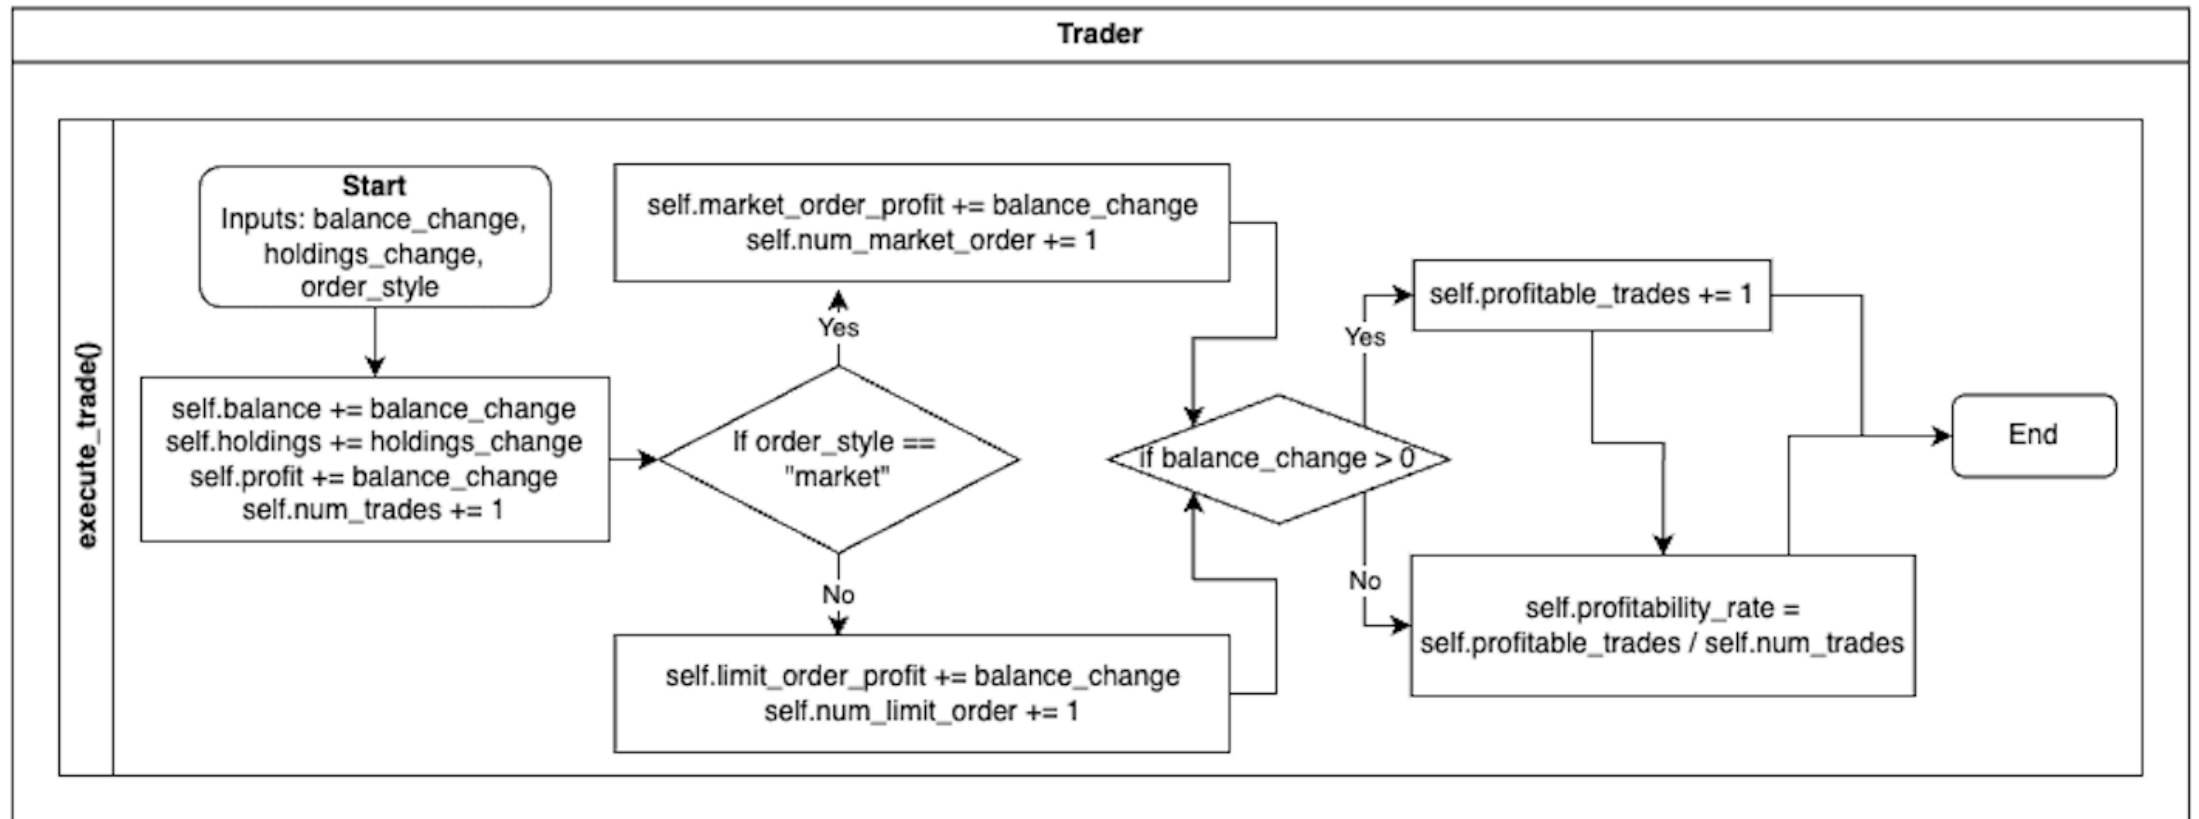 Trader
execute_trade()
Start
Inputs: balance_change,
holdings_change,
order_style
self.balance += balance_change
self.holdings += holdings_change
self.profit += balance_change
self.num_trades += 1
If order_style ==
"market"
Yes
self.market_order_profit += balance_change
self.num_market_order += 1
No
self.limit_order_profit += balance_change
self.num_limit_order += 1
if balance_change > 0
Yes
self.profitable_trades += 1
No
self.profitability_rate =
self.profitable_trades / self.num_trades
End